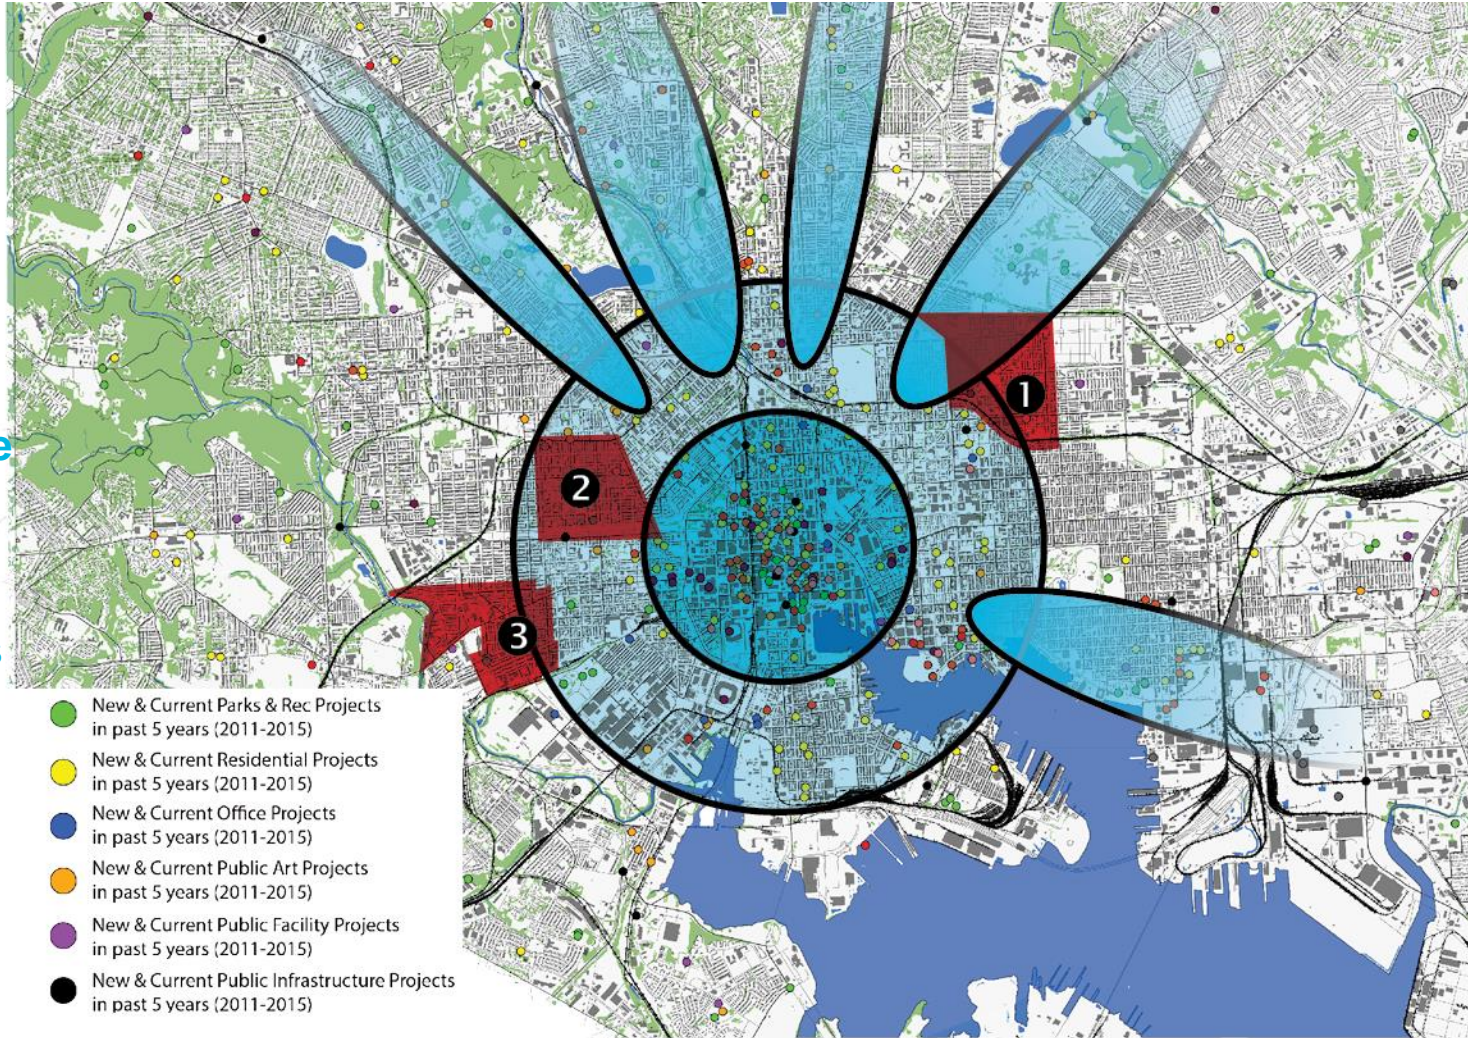 1
2
3
e
New & Current Parks & Rec Projects
in past 5 years (2011-2015)
New & Current Residential Projects
in past 5 years (2011-2015)
New & Current Office Projects
in past 5 years (2011-2015)
New & Current Public Art Projects
in past 5 years (2011-2015)
New & Current Public Facility Projects
in past 5 years (2011-2015)
New & Current Public Infrastructure Projects
in past 5 years (2011-2015)